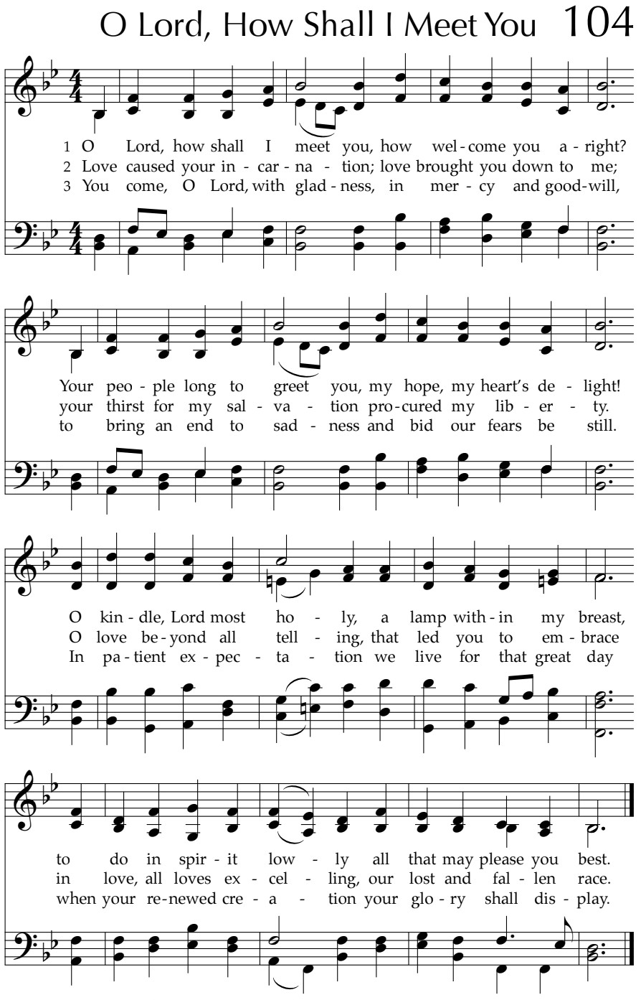 O Lord, How Shall I Meet You 104
1 O Lord, how shall I meet you, how wel - come you a - right?
2 Love caused your in - car - na - tion; love brought you down to me;
3 You come, O Lord, with glad - ness, in mer - cy and good - will,
Your peo - ple long to greet you, my hope, my heart's de - light!
your thirst for my sal - va - tion pro - cured my lib - er - ty.
to bring an end to sad - ness and bid our fears be still.
O kin - dle, Lord most ho - ly, a lamp with - in my breast,
O love be - yond all tell - ing, that led you to em - brace
In pa - tient ex - pec - ta - tion we live for that great day
to do in spir - it low - ly all that may please you best.
in love, all loves ex - cel - ling, our lost and fal - len race.
when your re - newed cre - a - tion your glo - ry shall dis - play.